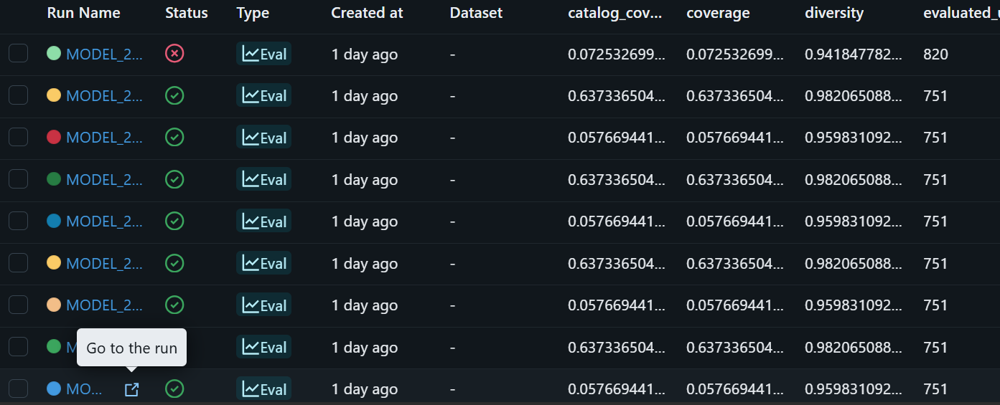 Run Name Status Type Created at Dataset catalog_cov... coverage diversity evaluated_
MODEL_2... Eval 1 day ago - 0.072532699... 0.072532699... 0.941847782... 820
MODEL_2... Eval 1 day ago - 0.637336504... 0.637336504... 0.982065088... 751
MODEL_2... Eval 1 day ago - 0.057669441... 0.057669441... 0.959831092... 751
MODEL_2... Eval 1 day ago - 0.637336504... 0.637336504... 0.982065088... 751
MODEL_2... Eval 1 day ago - 0.057669441... 0.057669441... 0.959831092... 751
MODEL_2... Eval 1 day ago - 0.637336504... 0.637336504... 0.982065088... 751
MODEL_2... Eval 1 day ago - 0.057669441... 0.057669441... 0.959831092... 751
Go to the run Eval 1 day ago - 0.637336504... 0.637336504... 0.982065088... 751
MO... Eval 1 day ago - 0.057669441... 0.057669441... 0.959831092... 751